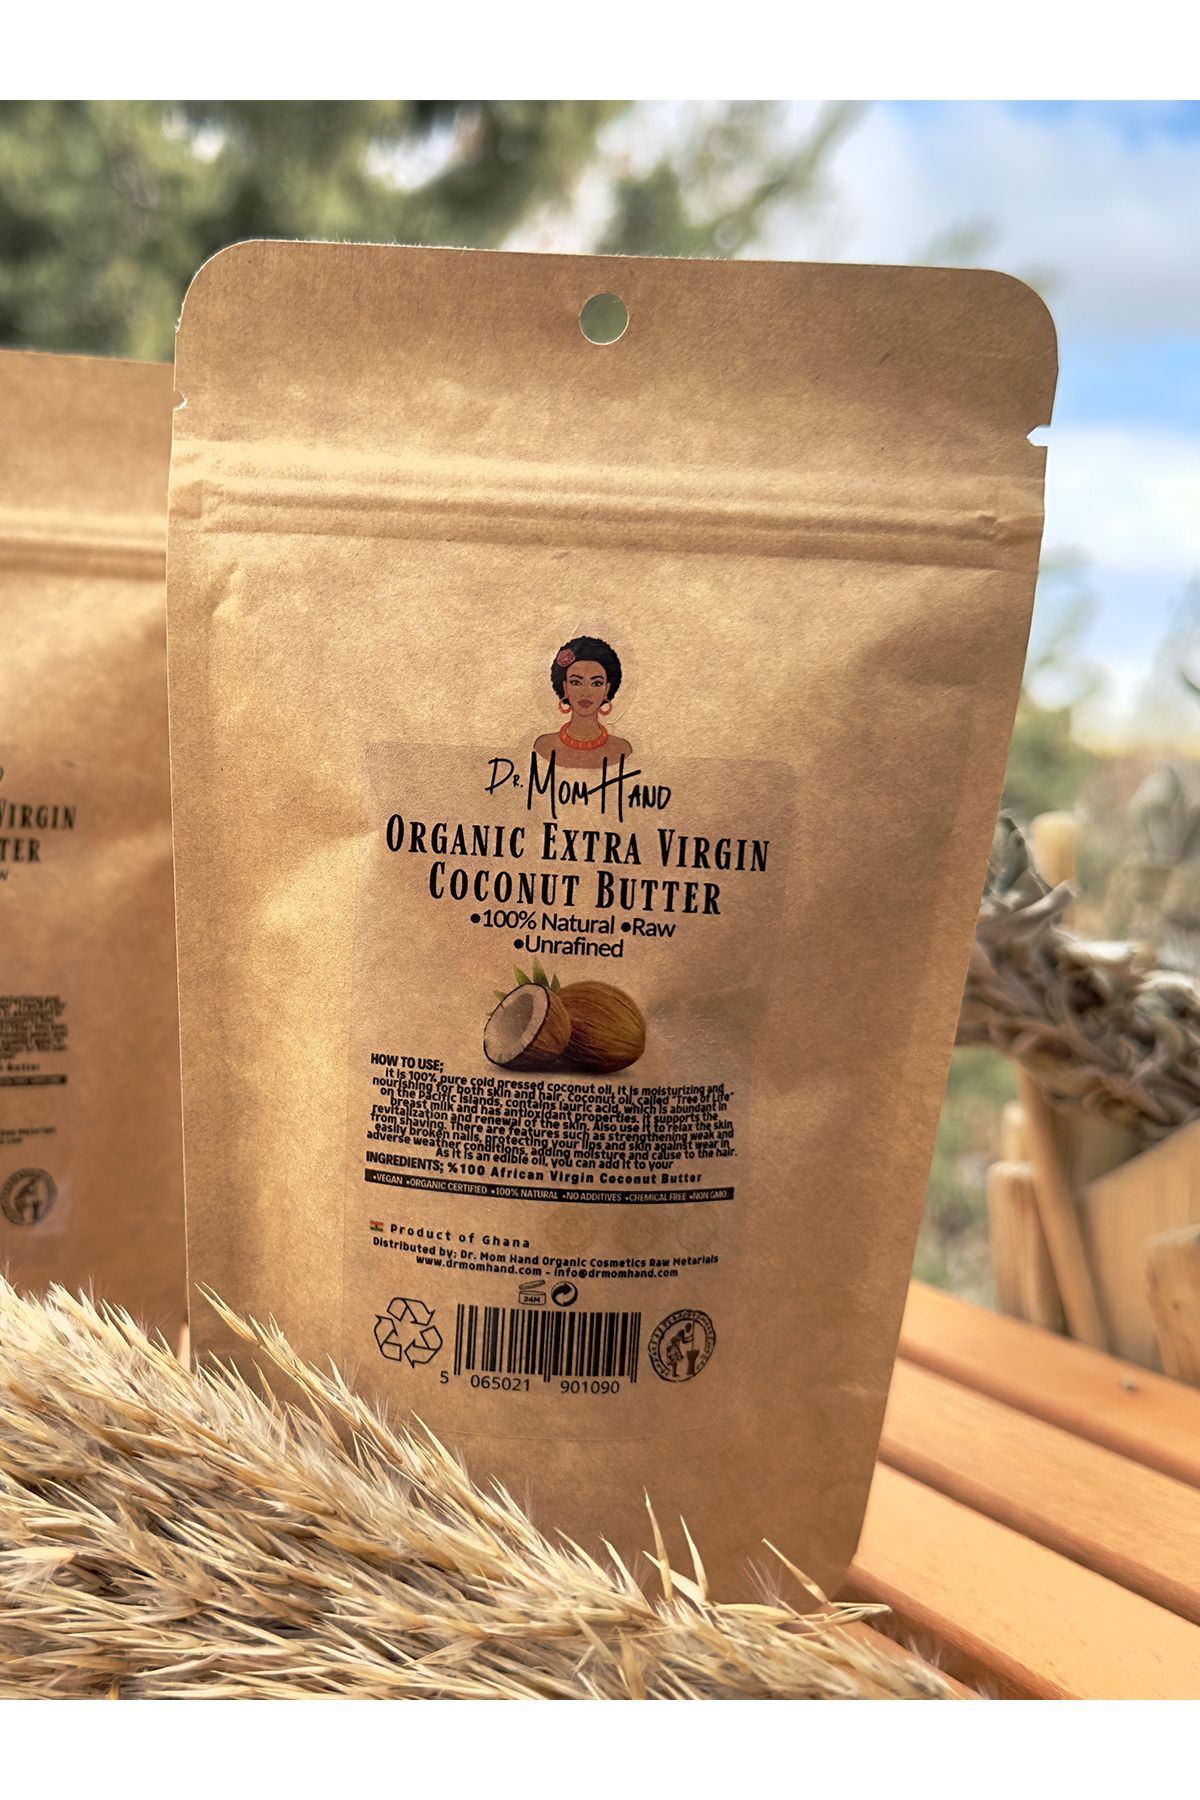 Dr. Mom Hand
Organic Extra Virgin
Coconut Butter
•100% Natural •Raw
•Unrafined
HOW TO USE;
it is 100% pure cold pressed coconut oil. It is moisturizing and
nourishing for both skin and hair. Coconut oil, called "Tree of Life"
on the Pacific Islands, contains lauric acid, which is abundant in
breast milk and has antioxidant properties. It supports the
revitalization and renewal of the skin. Also use it to relax the skin
from shaving. There are features such as strengthening weak and
easily broken nails, protecting your lips and skin against wear in
adverse weather conditions, adding moisture and cause to the hair.
As it is an edible oil, you can add it to your
INGREDIENTS; %100 African Virgin Coconut Butter
•VEGAN •ORGANIC CERTIFIED •100% NATURAL •NO ADDITIVES •CHEMICAL FREE •NON GMO
Product of Ghana
Distributed by; Dr. Mom Hand Organic Cosmetics Raw Metarials
www.drmomhand.com - info@drmomhand.com
24M
5 065021 901090
Virgin